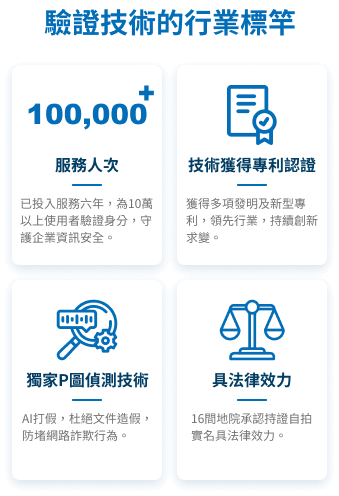 驗證技術的行業標竿
100,000+
服務人次
已投入服務六年，為10萬
以上使用者驗證身分，守
護企業資訊安全。
技術獲得專利認證
獲得多項發明及新型專
利，領先行業，持續創新
求變。
獨家P圖偵測技術
AI打假，杜絕文件造假，
防堵網路詐欺行為。
具法律效力
16間地院承認持證自拍
實名具法律效力。